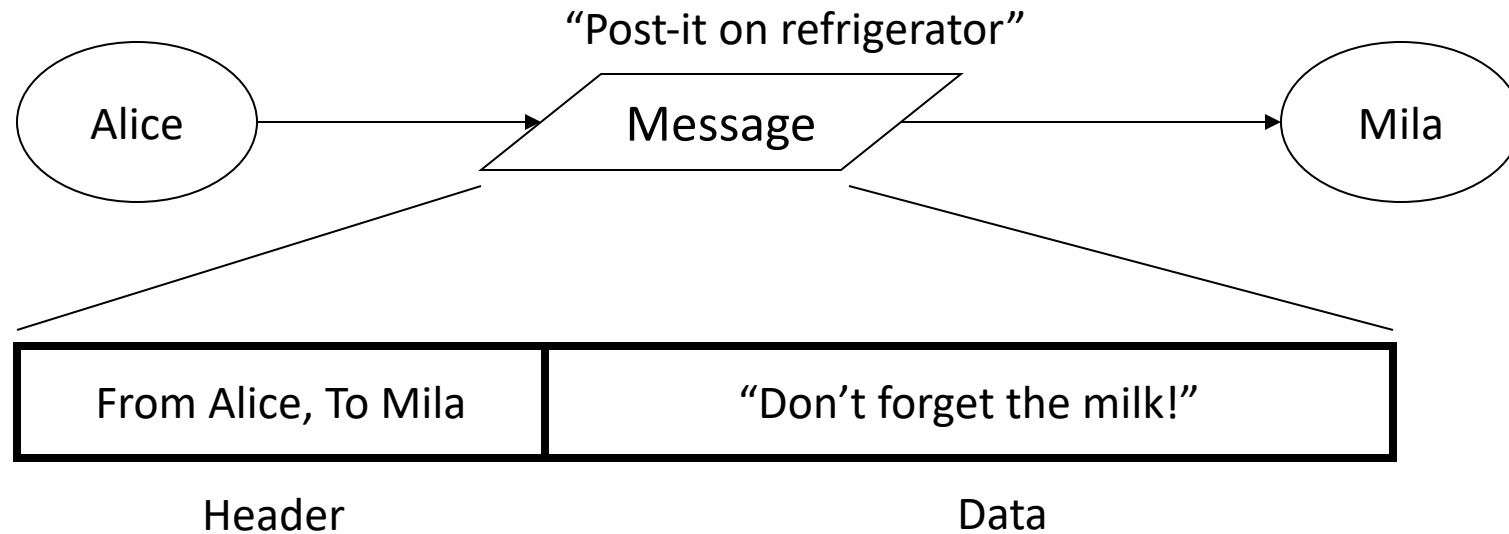 “Post-it on refrigerator”
Alice
Message
Mila
From Alice, To Mila
“Don’t forget the milk!”
Header
Data